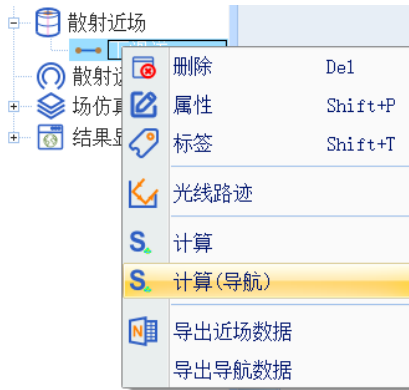 散射近场
散射
场仿真
结果显
删除 Del
属性 Shift+P
标签 Shift+T
光线路迹
计算
计算(导航)
导出近场数据
导出导航数据